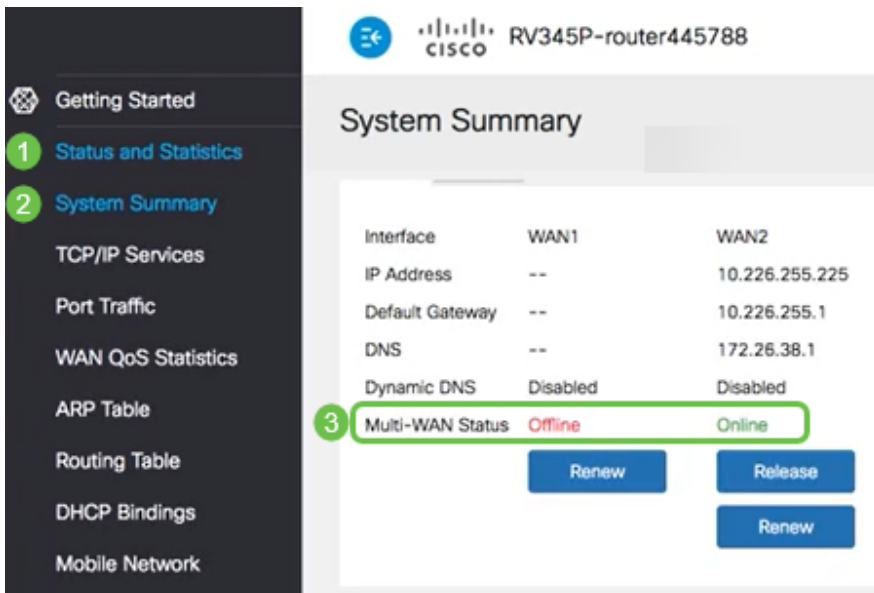 CISCO RV345P-router445788
Getting Started
1 Status and Statistics
2 System Summary
TCP/IP Services
Port Traffic
WAN QoS Statistics
ARP Table
Routing Table
DHCP Bindings
Mobile Network
System Summary
Interface WAN1 WAN2
IP Address -- 10.226.255.225
Default Gateway -- 10.226.255.1
DNS -- 172.26.38.1
Dynamic DNS Disabled Disabled
3 Multi-WAN Status Offline Online
Renew Release
Renew